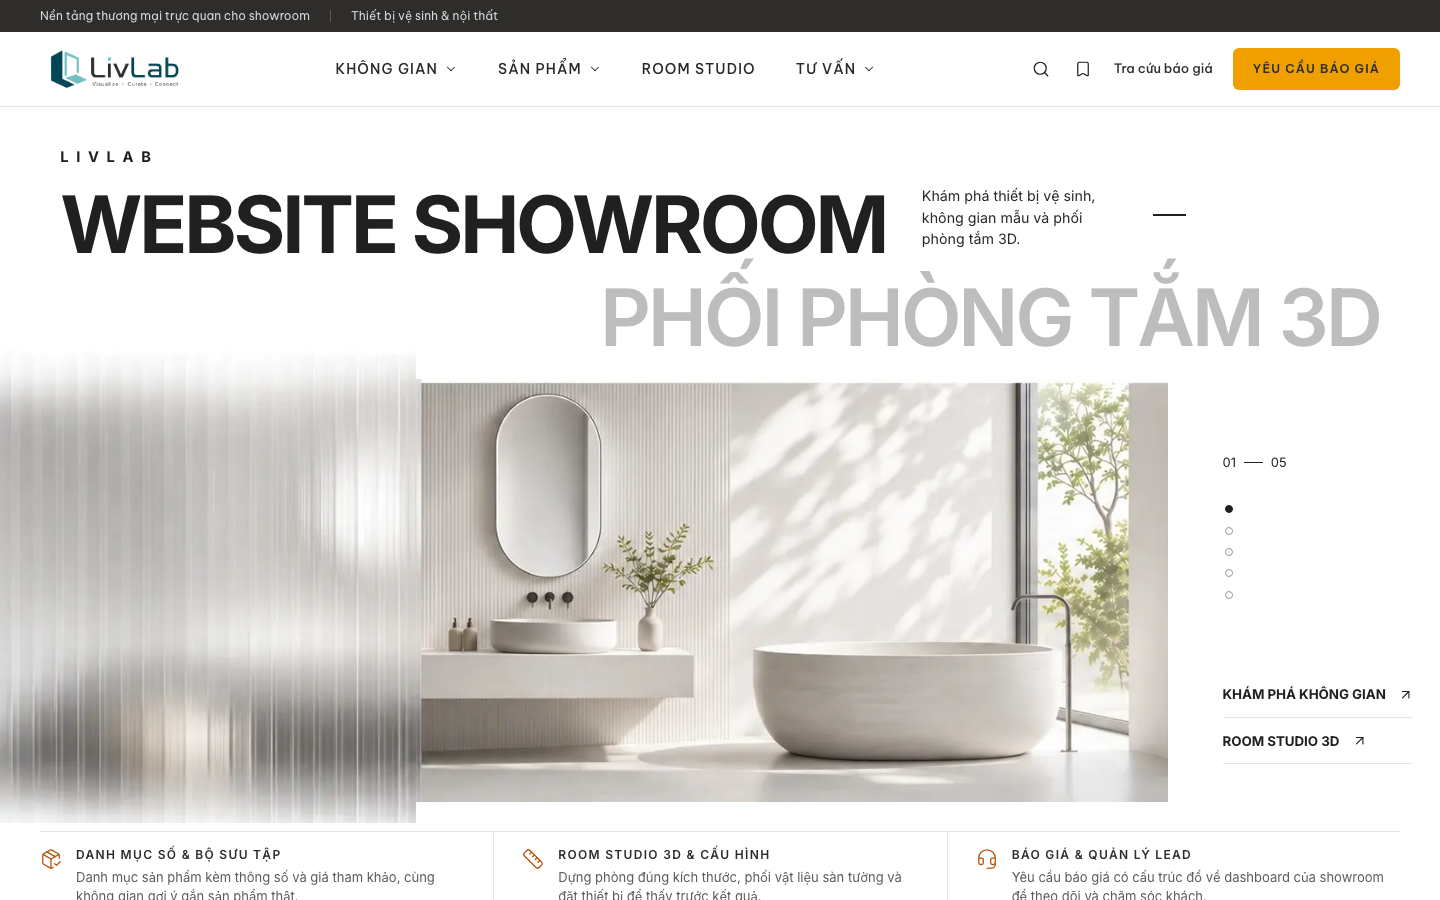 Nền tảng thương mại trực quan cho showroom
Thiết bị vệ sinh & nội thất
LivLab
Visualize • Curate • Connect
KHÔNG GIAN
SẢN PHẨM
ROOM STUDIO
TƯ VẤN
Tra cứu báo giá
YÊU CẦU BÁO GIÁ
LIVLAB
WEBSITE SHOWROOM
Khám phá thiết bị vệ sinh,
không gian mẫu và phối
phòng tắm 3D.
PHỐI PHÒNG TẮM 3D
01 — 05
KHÁM PHÁ KHÔNG GIAN
ROOM STUDIO 3D
DANH MỤC SỐ & BỘ SƯU TẬP
Danh mục sản phẩm kèm thông số và giá tham khảo, cùng
không gian gợi ý gắn sản phẩm thật.
ROOM STUDIO 3D & CẤU HÌNH
Dựng phòng đúng kích thước, phối vật liệu sàn tường và
đặt thiết bị để thấy trước kết quả.
BÁO GIÁ & QUẢN LÝ LEAD
Yêu cầu báo giá có cấu trúc đổ về dashboard của showroom
để theo dõi và chăm sóc khách.